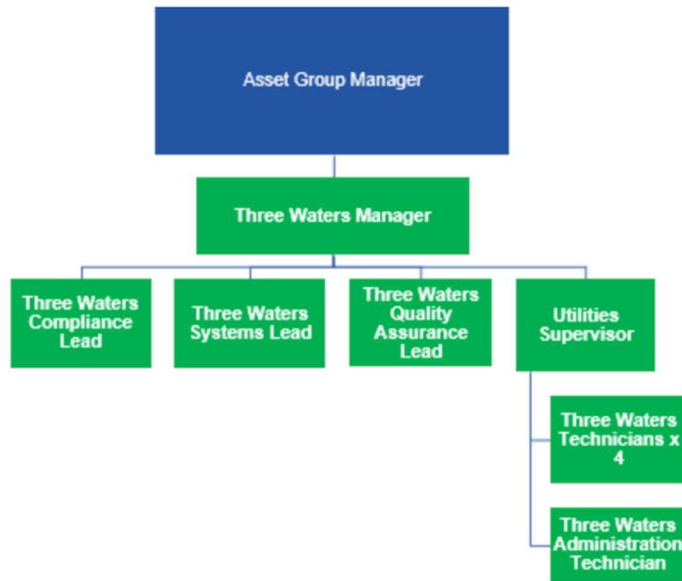 Asset Group Manager
Three Waters Manager
Three Waters
Compliance
Lead
Three Waters
Systems Lead
Three Waters
Quality
Assurance
Lead
Utilities
Supervisor
Three Waters
Technicians x
4
Three Waters
Administration
Technician